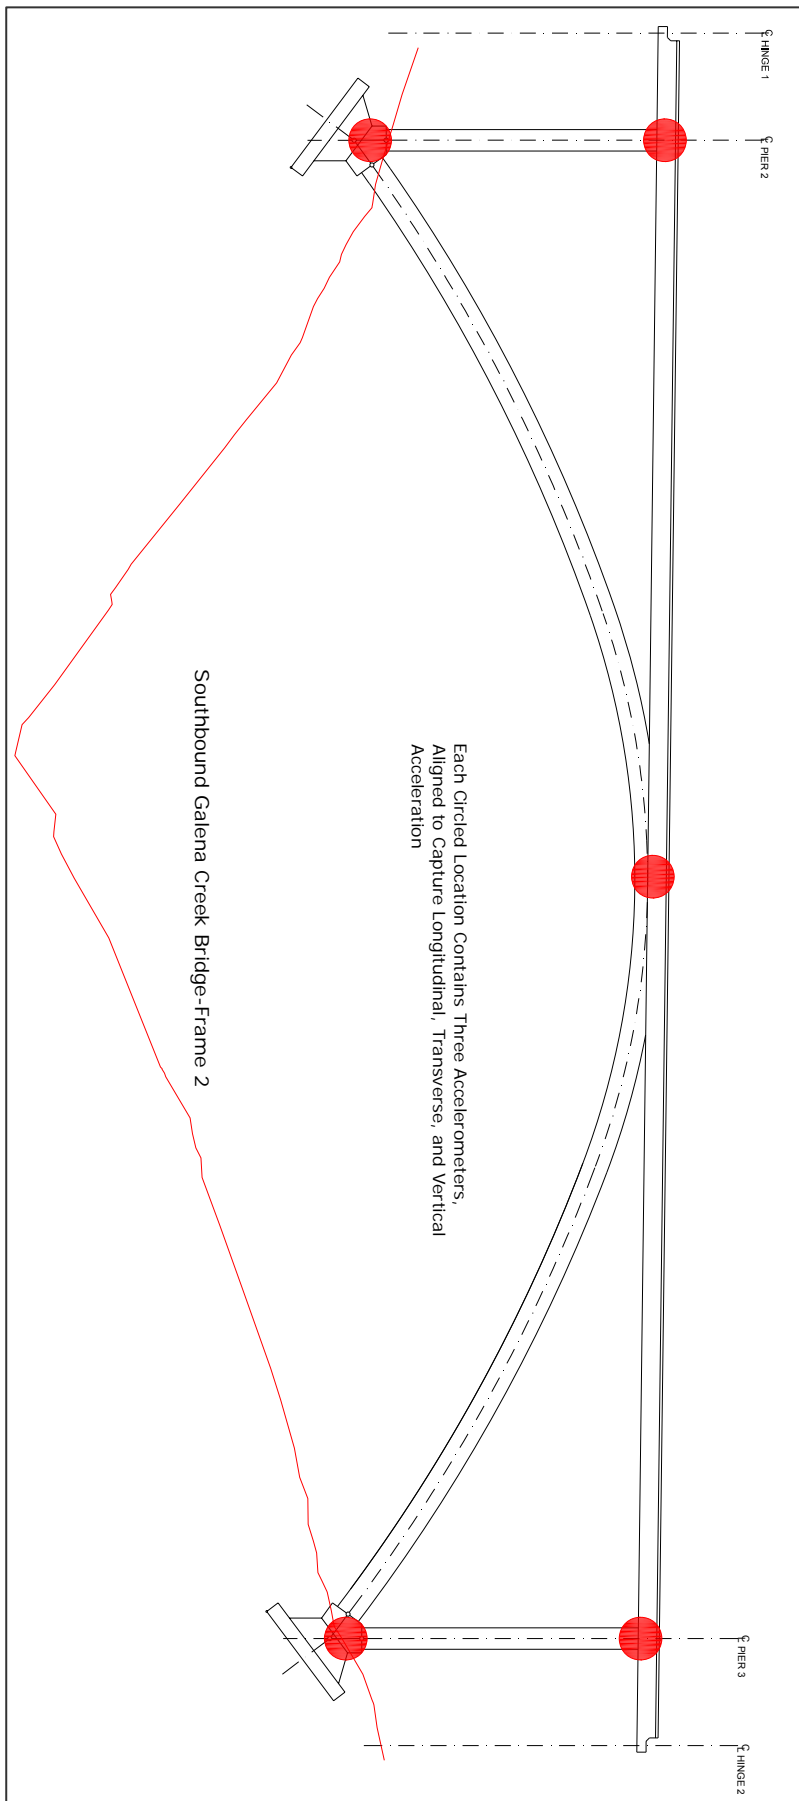 ℄ HINGE 1
℄ PIER 2
℄ PIER 3
℄ HINGE 2
Each Circled Location Contains Three Accelerometers,
Aligned to Capture Longitudinal, Transverse, and Vertical
Acceleration
Southbound Galena Creek Bridge-Frame 2